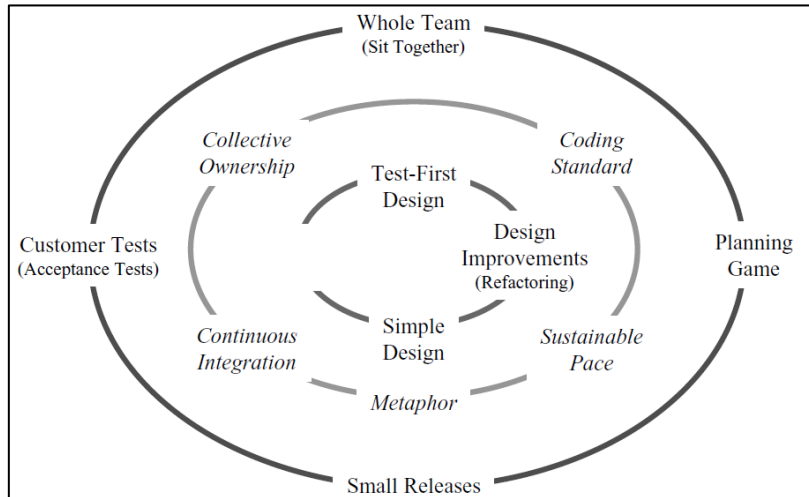 Whole Team
(Sit Together)
Collective
Ownership
Coding
Standard
Test-First
Design
Customer Tests
(Acceptance Tests)
Design
Improvements
(Refactoring)
Planning
Game
Continuous
Integration
Simple
Design
Sustainable
Pace
Metaphor
Small Releases